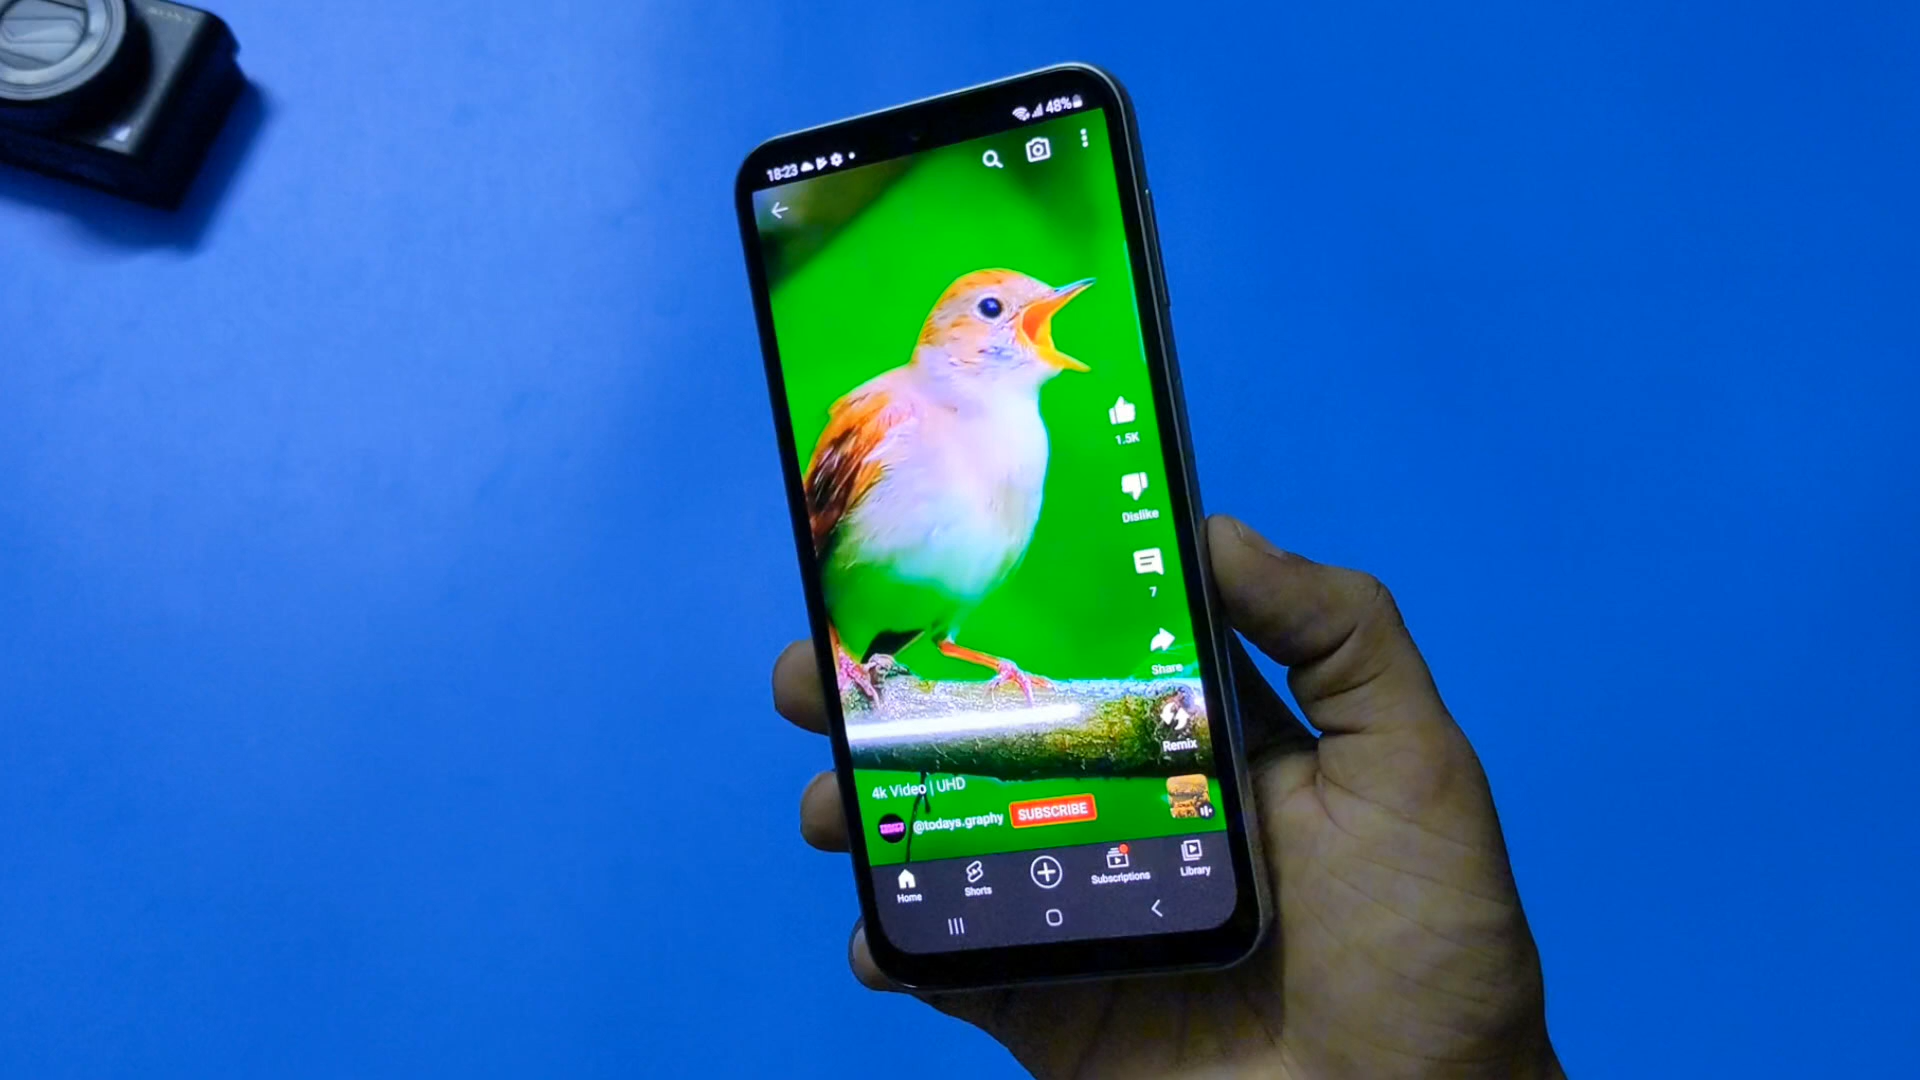 18:23
48%
1.5K
Dislike
7
Share
Remix
4k Video | UHD
@todays.graphy SUBSCRIBE
Home Shorts Subscriptions Library